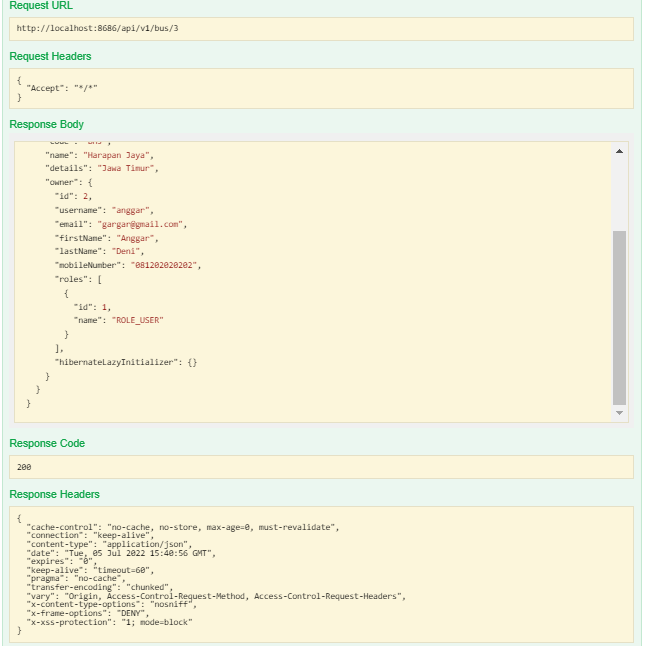 Request URL
http://localhost:8686/api/v1/bus/3
Request Headers
{
"Accept": "*/*"
}
Response Body
"name": "Harapan Jaya",
"details": "Jawa Timur",
"owner": {
"id": 2,
"username": "anggar",
"email": "gargar@gmail.com",
"firstName": "Anggar",
"lastName": "Deni",
"mobileNumber": "081202020202",
"roles": [
{
"id": 1,
"name": "ROLE_USER"
}
],
"hibernateLazyInitializer": {}
}
}
}
Response Code
200
Response Headers
{
"cache-control": "no-cache, no-store, max-age=0, must-revalidate",
"connection": "keep-alive",
"content-type": "application/json",
"date": "Tue, 05 Jul 2022 15:40:56 GMT",
"expires": "0",
"keep-alive": "timeout=60",
"pragma": "no-cache",
"transfer-encoding": "chunked",
"vary": "Origin, Access-Control-Request-Method, Access-Control-Request-Headers",
"x-content-type-options": "nosniff",
"x-frame-options": "DENY",
"x-xss-protection": "1; mode=block"
}